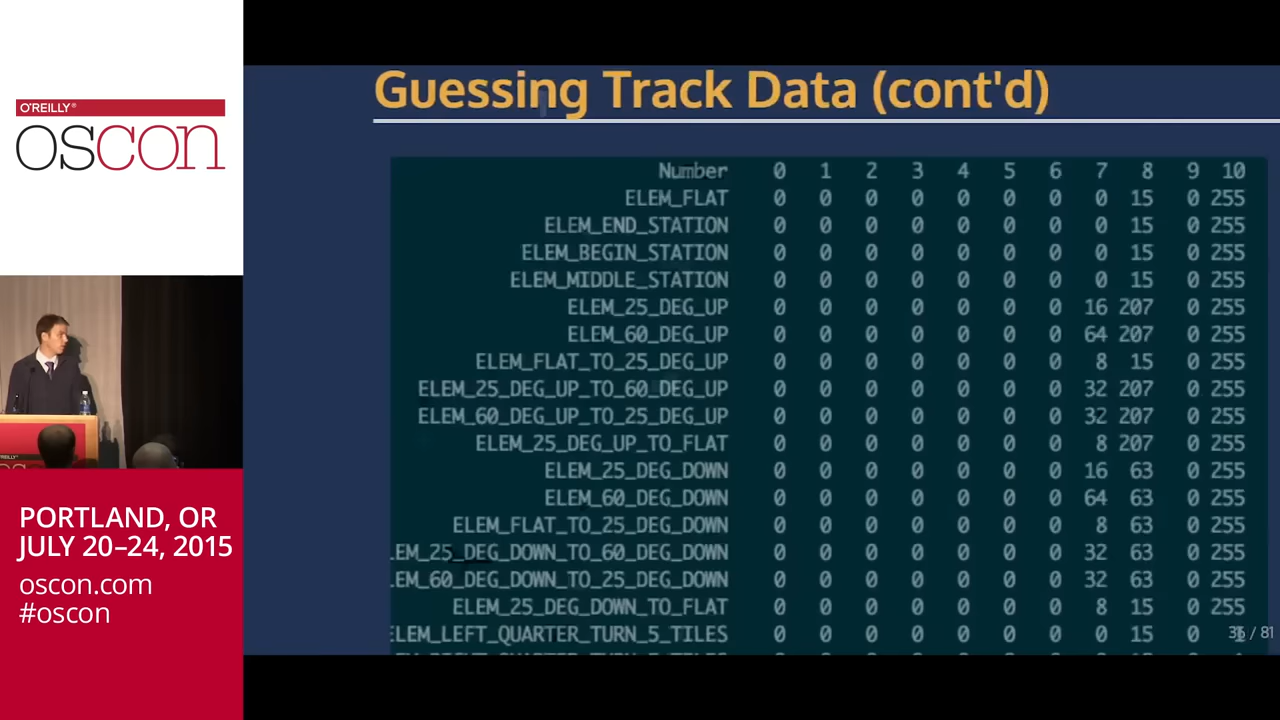 O'REILLY®
oscon
PORTLAND, OR
JULY 20–24, 2015
oscon.com
#oscon
Guessing Track Data (cont'd)
Number 0 1 2 3 4 5 6 7 8 9 10
ELEM_FLAT 0 0 0 0 0 0 0 0 15 0 255
ELEM_END_STATION 0 0 0 0 0 0 0 0 15 0 255
ELEM_BEGIN_STATION 0 0 0 0 0 0 0 0 15 0 255
ELEM_MIDDLE_STATION 0 0 0 0 0 0 0 0 15 0 255
ELEM_25_DEG_UP 0 0 0 0 0 0 0 16 207 0 255
ELEM_60_DEG_UP 0 0 0 0 0 0 0 64 207 0 255
ELEM_FLAT_TO_25_DEG_UP 0 0 0 0 0 0 0 8 15 0 255
ELEM_25_DEG_UP_TO_60_DEG_UP 0 0 0 0 0 0 0 32 207 0 255
ELEM_60_DEG_UP_TO_25_DEG_UP 0 0 0 0 0 0 0 32 207 0 255
ELEM_25_DEG_UP_TO_FLAT 0 0 0 0 0 0 0 8 207 0 255
ELEM_25_DEG_DOWN 0 0 0 0 0 0 0 16 63 0 255
ELEM_60_DEG_DOWN 0 0 0 0 0 0 0 64 63 0 255
ELEM_FLAT_TO_25_DEG_DOWN 0 0 0 0 0 0 0 8 63 0 255
LEM_25_DEG_DOWN_TO_60_DEG_DOWN 0 0 0 0 0 0 0 32 63 0 255
LEM_60_DEG_DOWN_TO_25_DEG_DOWN 0 0 0 0 0 0 0 32 63 0 255
ELEM_25_DEG_DOWN_TO_FLAT 0 0 0 0 0 0 0 8 15 0 255
ELEM_LEFT_QUARTER_TURN_5_TILES 0 0 0 0 0 0 0 0 15 0
36 / 81